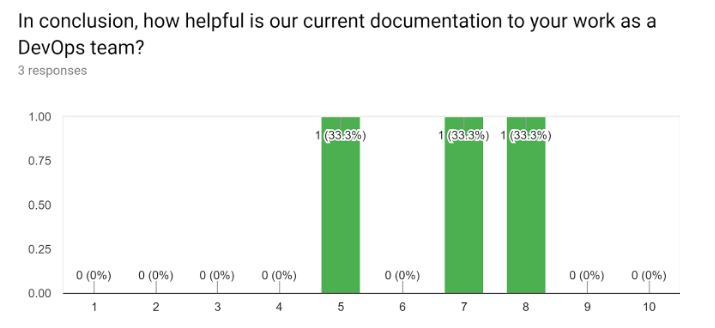 In conclusion, how helpful is our current documentation to your work as a
DevOps team?
3 responses
1.00
1 (33.3%) 1 (33.3%) 1 (33.3%)
0.75
0.50
0.25
0 (0%) 0 (0%) 0 (0%) 0 (0%) 0 (0%) 0 (0%) 0 (0%)
0.00
1 2 3 4 5 6 7 8 9 10